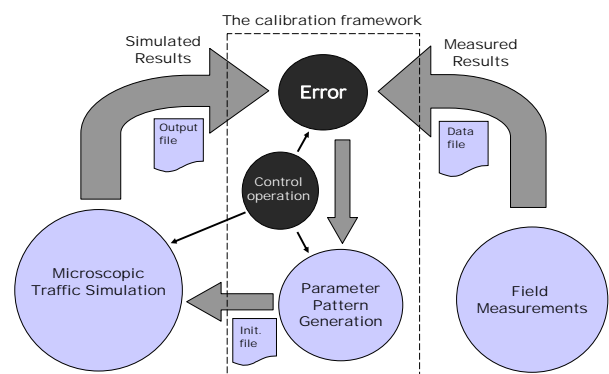 The calibration framework
Simulated
Results
Measured
Results
Error
Output
file
Data
file
Control
operation
Microscopic
Traffic Simulation
Parameter
Pattern
Generation
Field
Measurements
Init.
file